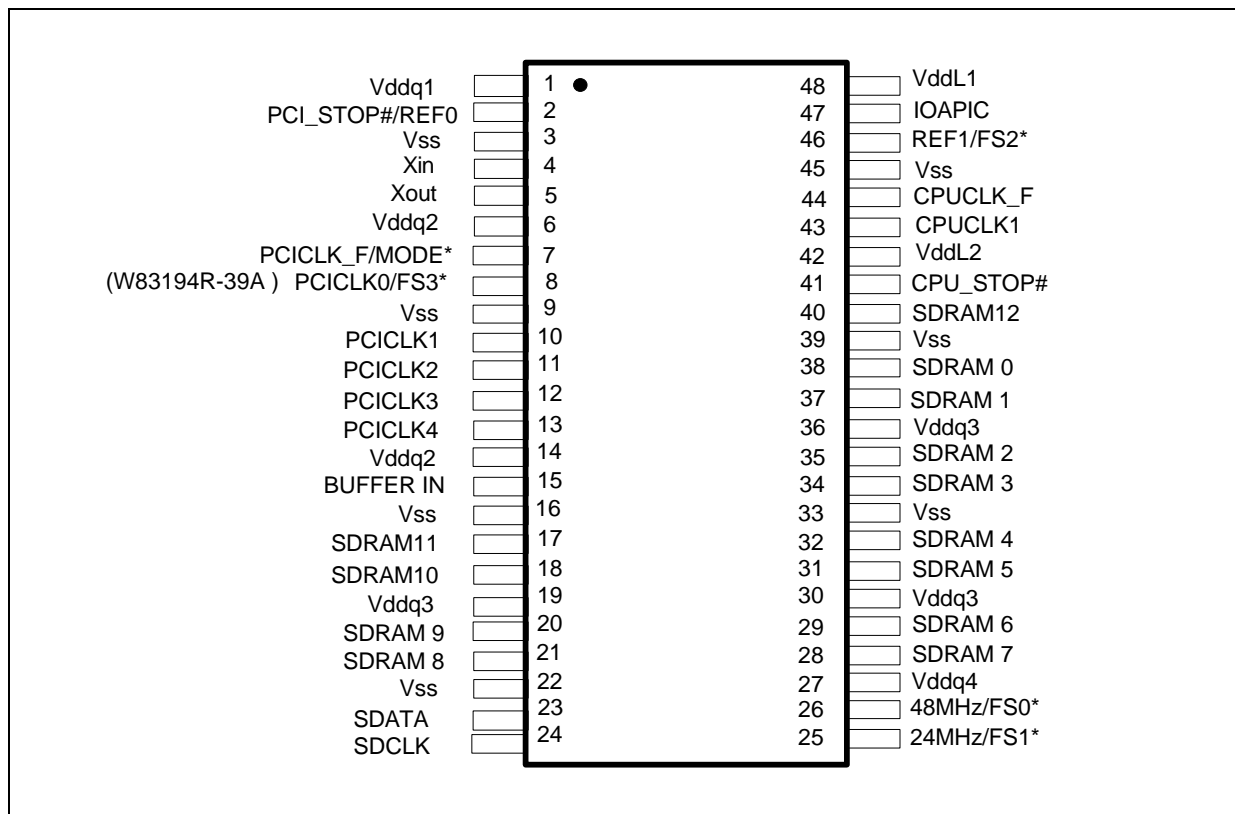 Vddq1 1 48 VddL1
PCI_STOP#/REF0 2 47 IOAPIC
Vss 3 46 REF1/FS2*
Xin 4 45 Vss
Xout 5 44 CPUCLK_F
Vddq2 6 43 CPUCLK1
PCICLK_F/MODE* 7 42 VddL2
(W83194R-39A ) PCICLK0/FS3* 8 41 CPU_STOP#
Vss 9 40 SDRAM12
PCICLK1 10 39 Vss
PCICLK2 11 38 SDRAM 0
PCICLK3 12 37 SDRAM 1
PCICLK4 13 36 Vddq3
Vddq2 14 35 SDRAM 2
BUFFER IN 15 34 SDRAM 3
Vss 16 33 Vss
SDRAM11 17 32 SDRAM 4
SDRAM10 18 31 SDRAM 5
Vddq3 19 30 Vddq3
SDRAM 9 20 29 SDRAM 6
SDRAM 8 21 28 SDRAM 7
Vss 22 27 Vddq4
SDATA 23 26 48MHz/FS0*
SDCLK 24 25 24MHz/FS1*